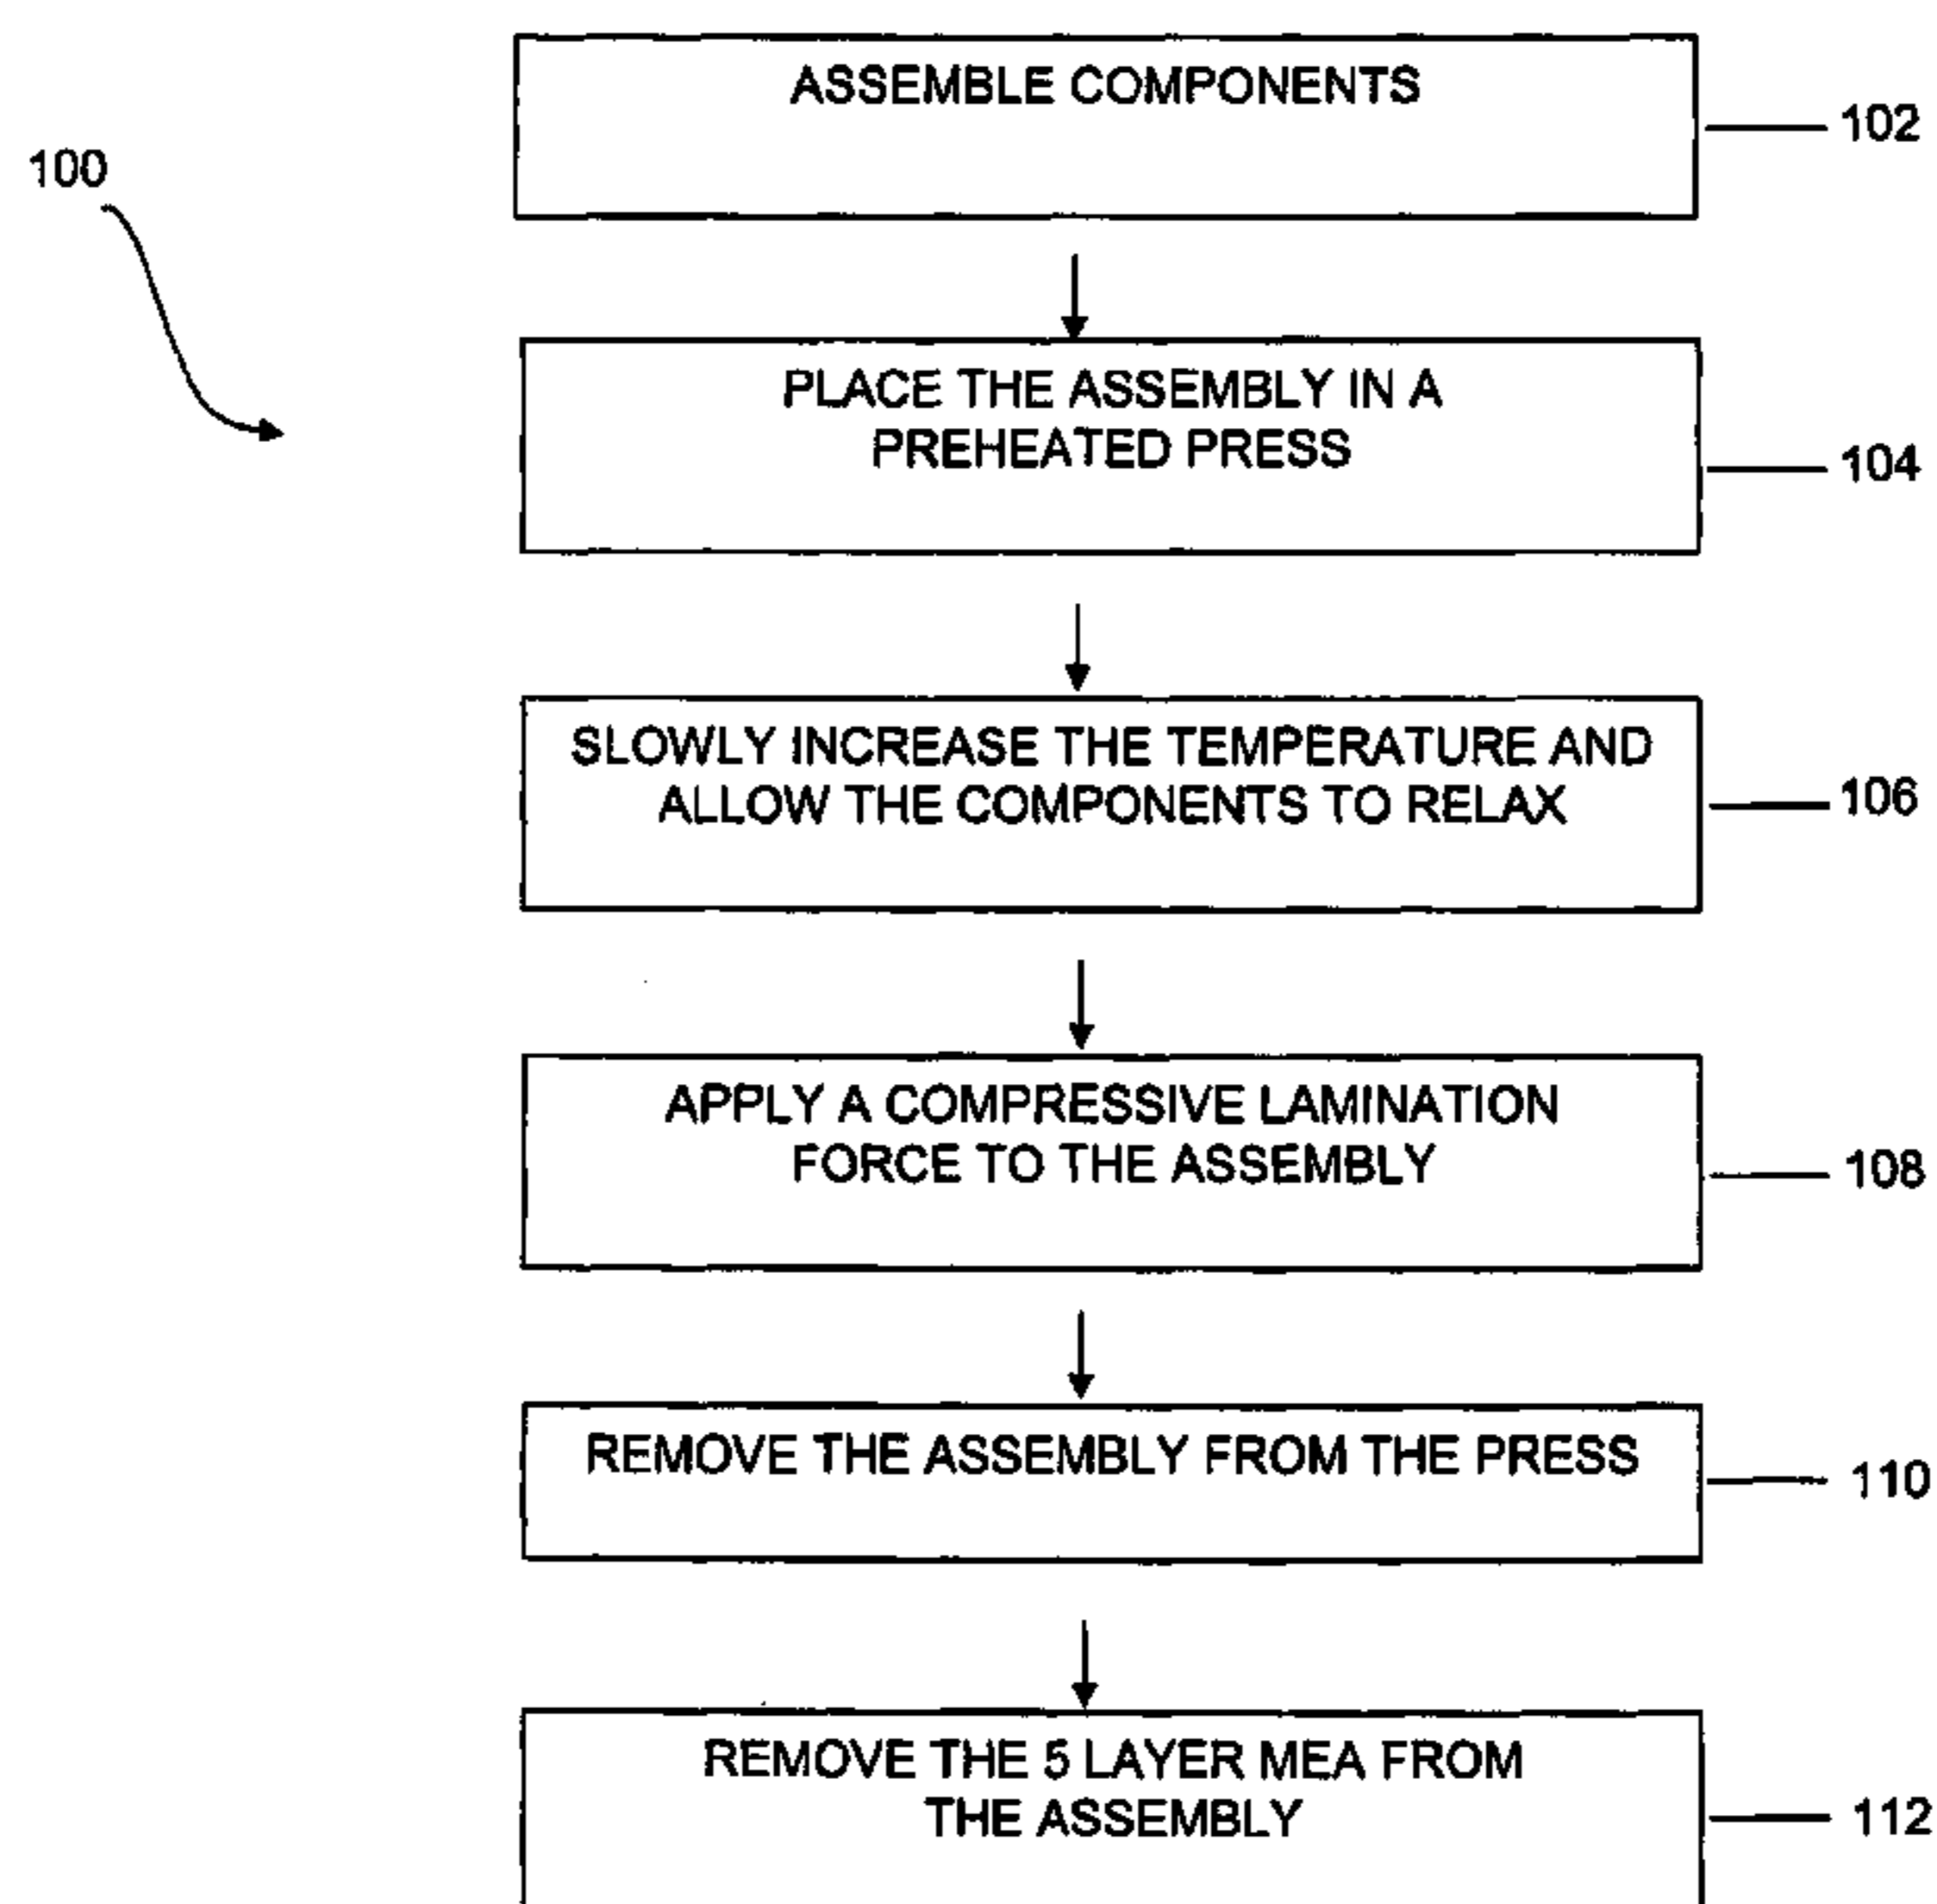 ASSEMBLE COMPONENTS
102
100
PLACE THE ASSEMBLY IN A
PREHEATED PRESS
104
SLOWLY INCREASE THE TEMPERATURE AND
ALLOW THE COMPONENTS TO RELAX
106
APPLY A COMPRESSIVE LAMINATION
FORCE TO THE ASSEMBLY
108
REMOVE THE ASSEMBLY FROM THE PRESS
110
REMOVE THE 5 LAYER MEA FROM
THE ASSEMBLY
112